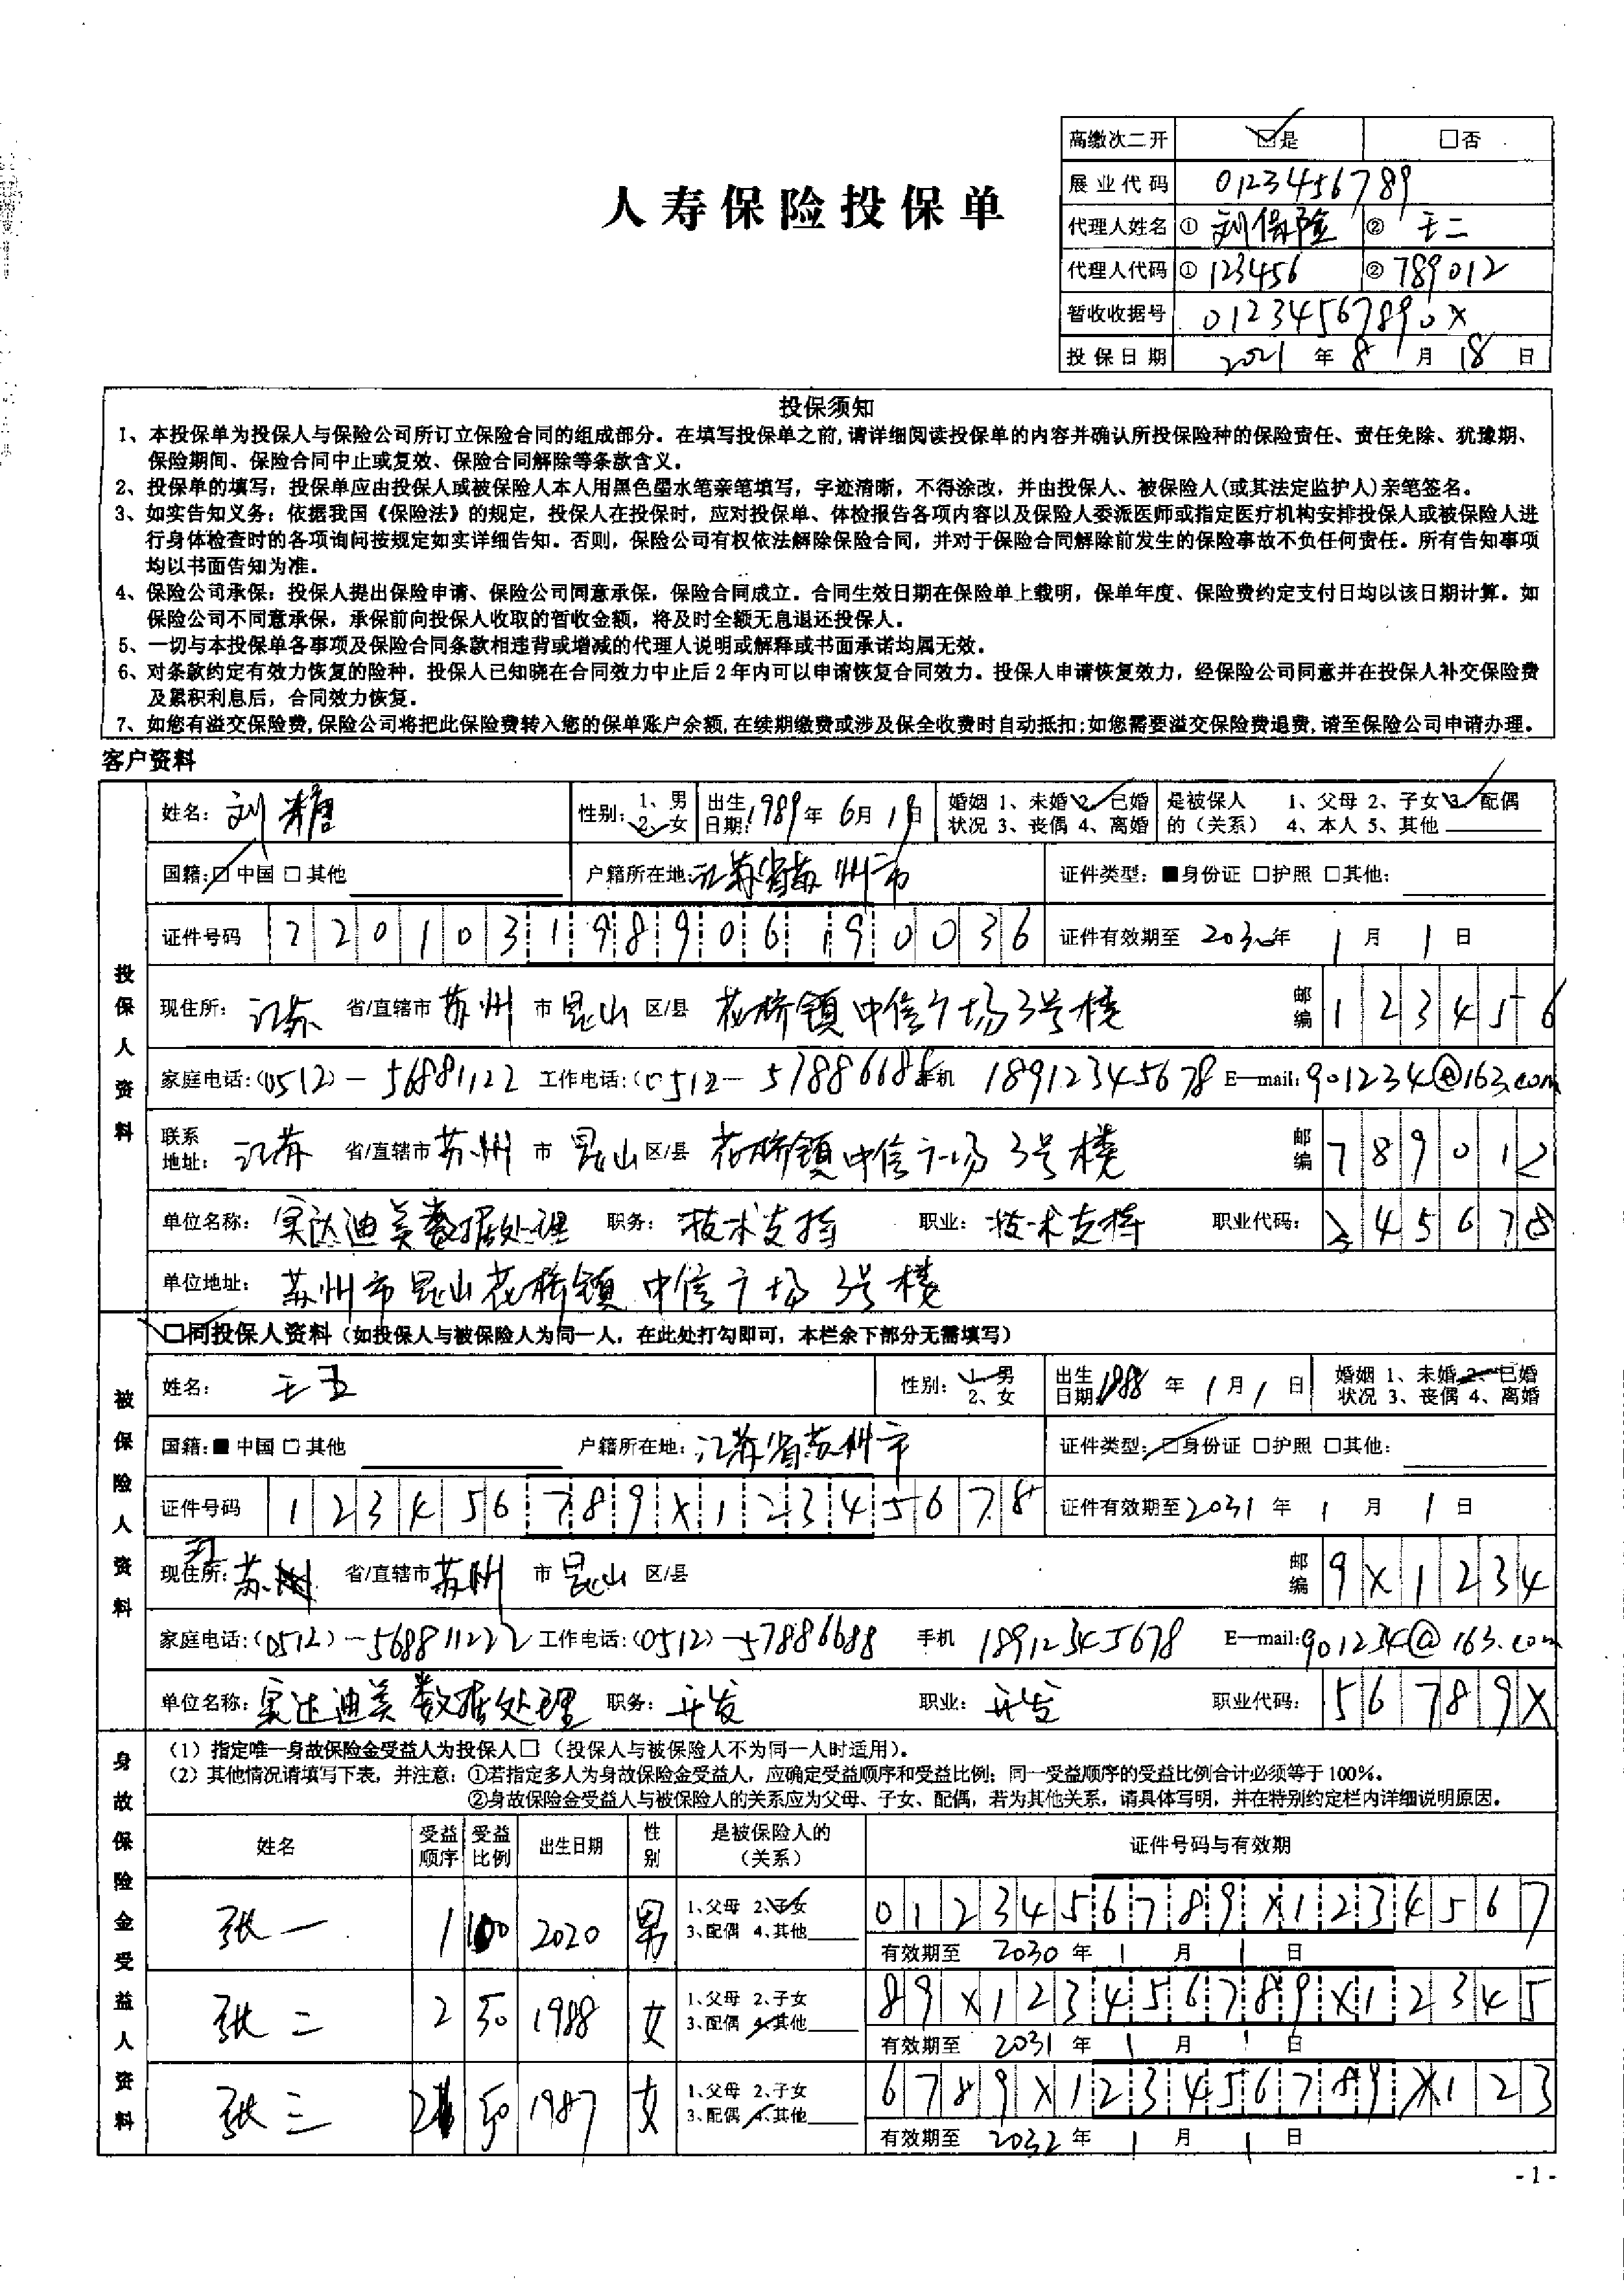 高缴次二开 ☑是 □否
人寿保险投保单
展业代码 0123456789
代理人姓名 ① 刘保险 ② 王二
代理人代码 ① 123456 ② 789012
暂收收据号 01234567890X
投保日期 2021 年 8 月 18 日
投保须知
1、本投保单为投保人与保险公司所订立保险合同的组成部分。在填写投保单之前,请详细阅读投保单的内容并确认所投保险种的保险责任、责任免除、犹豫期、
保险期间、保险合同中止或复效、保险合同解除等条款含义。
2、投保单的填写：投保单应由投保人或被保险人本人用黑色墨水笔亲笔填写，字迹清晰，不得涂改，并由投保人、被保险人(或其法定监护人)亲笔签名。
3、如实告知义务：依据我国《保险法》的规定，投保人在投保时，应对投保单、体检报告各项内容以及保险人委派医师或指定医疗机构安排投保人或被保险人进
行身体检查时的各项询问按规定如实详细告知。否则，保险公司有权依法解除保险合同，并对于保险合同解除前发生的保险事故不负任何责任。所有告知事项
均以书面告知为准。
4、保险公司承保：投保人提出保险申请、保险公司同意承保，保险合同成立。合同生效日期在保险单上载明，保单年度、保险费约定支付日均以该日期计算。如
保险公司不同意承保，承保前向投保人收取的暂收金额，将及时全额无息退还投保人。
5、一切与本投保单各事项及保险合同条款相违背或增减的代理人说明或解释或书面承诺均属无效。
6、对条款约定有效力恢复的险种，投保人已知晓在合同效力中止后2年内可以申请恢复合同效力。投保人申请恢复效力，经保险公司同意并在投保人补交保险费
及累积利息后，合同效力恢复。
7、如您有溢交保险费,保险公司将把此保险费转入您的保单账户余额,在续期缴费或涉及保全收费时自动抵扣;如您需要溢交保险费退费,请至保险公司申请办理。
客户资料
投保人资料
姓名：刘糖 性别：1、男 2、女 出生日期：1989年 6月 19日 婚姻状况 1、未婚 2、已婚 3、丧偶 4、离婚 是被保人的（关系） 1、父母 2、子女 3、配偶 4、本人 5、其他
国籍：□中国 □其他 户籍所在地：江苏省苏州市 证件类型：■身份证 □护照 □其他：
证件号码 220103198906190036 证件有效期至 2030年 1 月 1 日
现住所：江苏 省/直辖市 苏州 市 昆山 区/县 花桥镇中信广场3号楼 邮编 123456
家庭电话：(0512)-56881122 工作电话：(0512-57886688 手机 18912345678 E—mail：901234@163.com
联系地址：江苏 省/直辖市 苏州 市 昆山 区/县 花桥镇中信广场3号楼 邮编 789012
单位名称：实达迪美数据处理 职务：技术支持 职业：技术支持 职业代码：345678
单位地址：苏州市昆山花桥镇中信广场3号楼
被保险人资料
□同投保人资料（如投保人与被保险人为同一人，在此处打勾即可，本栏余下部分无需填写）
姓名：王五 性别：1、男 2、女 出生日期 1988 年 1 月 1 日 婚姻状况 1、未婚 2、已婚 3、丧偶 4、离婚
国籍：■中国 □其他 户籍所在地：江苏省苏州市 证件类型：□身份证 □护照 □其他：
证件号码 123456789X12345678 证件有效期至 2031 年 1 月 1 日
现住所：江苏 省/直辖市 苏州 市 昆山 区/县 邮编 9X1234
家庭电话：(0512)-568811222 工作电话：(0512)-57886688 手机 18912345678 E—mail：901234@163.com
单位名称：实达迪美数据处理 职务：开发 职业：开发 职业代码：56789X
身故保险金受益人资料
（1）指定唯一身故保险金受益人为投保人□（投保人与被保险人不为同一人时适用）。
（2）其他情况请填写下表，并注意：①若指定多人为身故保险金受益人，应确定受益顺序和受益比例；同一受益顺序的受益比例合计必须等于100%。
②身故保险金受益人与被保险人的关系应为父母、子女、配偶，若为其他关系，请具体写明，并在特别约定栏内详细说明原因。
姓名 受益顺序 受益比例 出生日期 性别 是被保险人的（关系） 证件号码与有效期
张一 1 100 2020 男 1、父母 2、子女 3、配偶 4、其他 0123456789X1234567
有效期至 2030 年 1 月 1 日
张二 2 50 1988 女 1、父母 2、子女 3、配偶 4、其他 89X123456789X12345
有效期至 2031 年 1 月 1 日
张三 2 50 1987 女 1、父母 2、子女 3、配偶 4、其他 6789X123456789X123
有效期至 2032 年 1 月 1 日
- 1 -